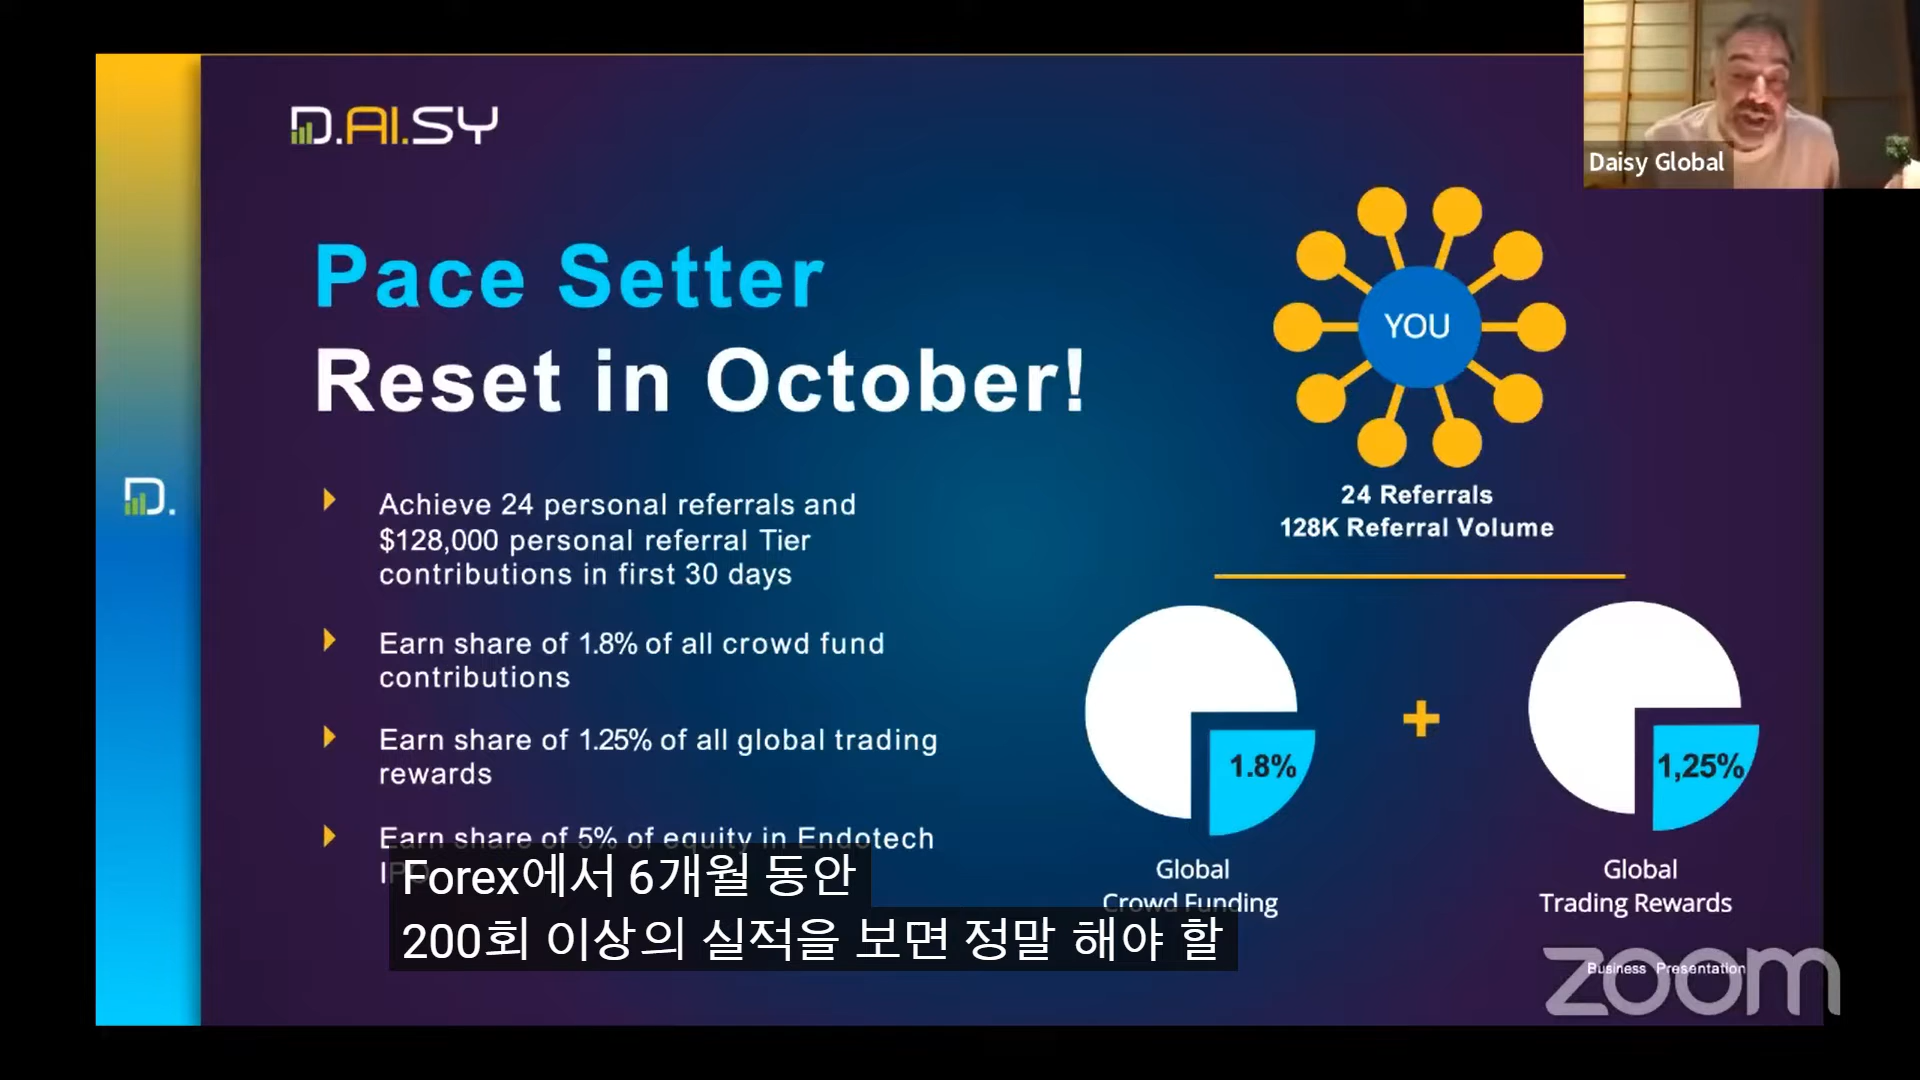 D.AI.SY
Daisy Global
Pace Setter
Reset in October!
YOU
D.
Achieve 24 personal referrals and
$128,000 personal referral Tier
contributions in first 30 days
24 Referrals
128K Referral Volume
Earn share of 1.8% of all crowd fund
contributions
Earn share of 1.25% of all global trading
rewards
1.8%
+
1,25%
Earn share of 5% of equity in Endotech
Global
Crowd Funding
Global
Trading Rewards
Forex에서 6개월 동안
200회 이상의 실적을 보면 정말 해야 할
Business Presentation
zoom